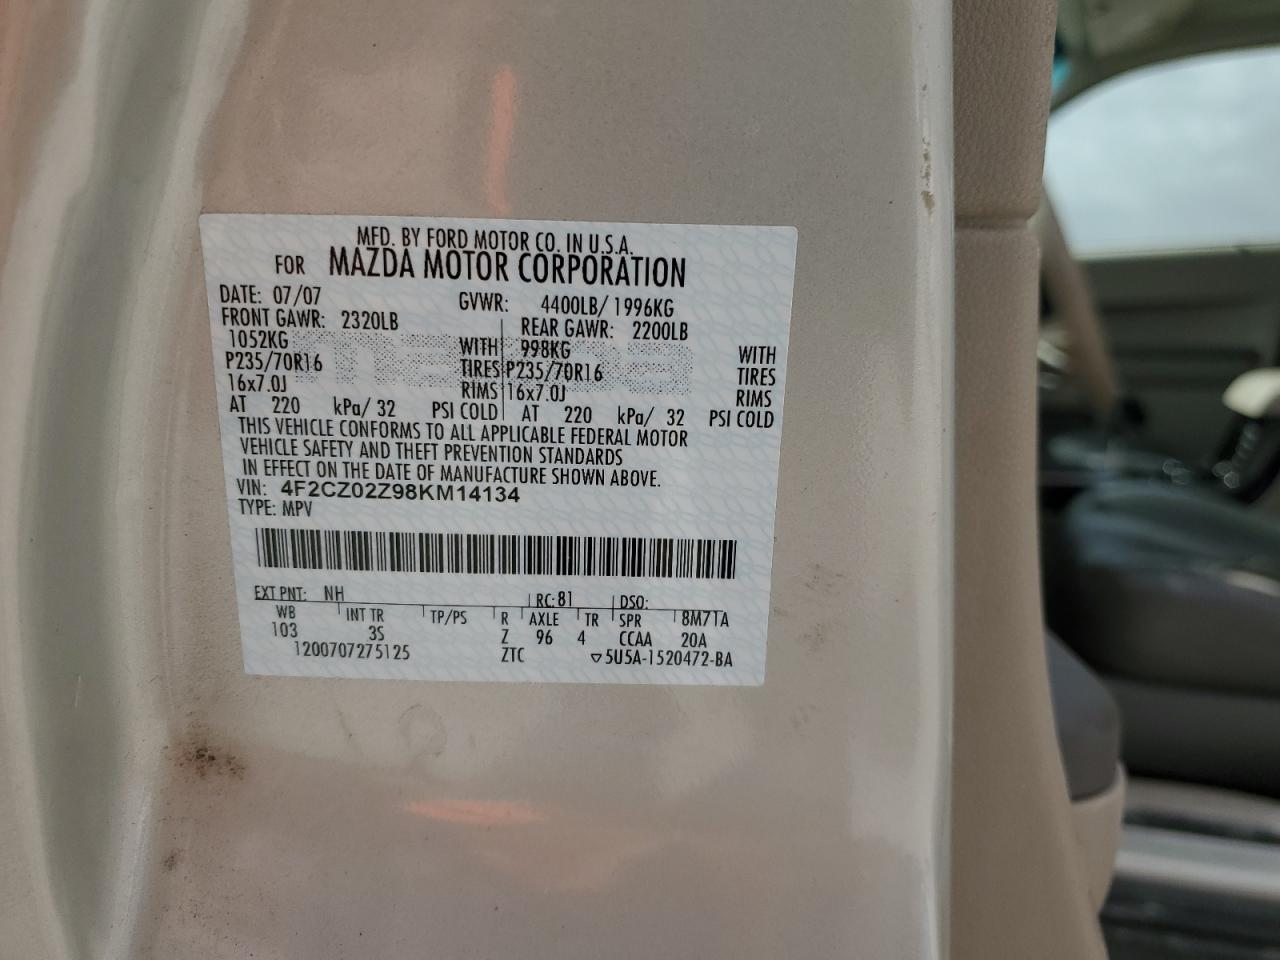 MFD. BY FORD MOTOR CO. IN U.S.A.
FOR MAZDA MOTOR CORPORATION
DATE: 07/07 GVWR: 4400LB/ 1996KG
FRONT GAWR: 2320LB REAR GAWR: 2200LB
1052KG WITH 998KG WITH
P235/70R16 TIRES P235/70R16 TIRES
16x7.0J RIMS 16x7.0J RIMS
AT 220 kPa/ 32 PSI COLD AT 220 kPa/ 32 PSI COLD
THIS VEHICLE CONFORMS TO ALL APPLICABLE FEDERAL MOTOR
VEHICLE SAFETY AND THEFT PREVENTION STANDARDS
IN EFFECT ON THE DATE OF MANUFACTURE SHOWN ABOVE.
VIN: 4F2CZ02Z98KM14134
TYPE: MPV
EXT PNT: NH RC: 81 DSO:
WB INT TR TP/PS R AXLE TR SPR 8M71A
103 3S Z 96 4 CCAA 20A
1200707275125 ZTC ▽5U5A-1520472-BA